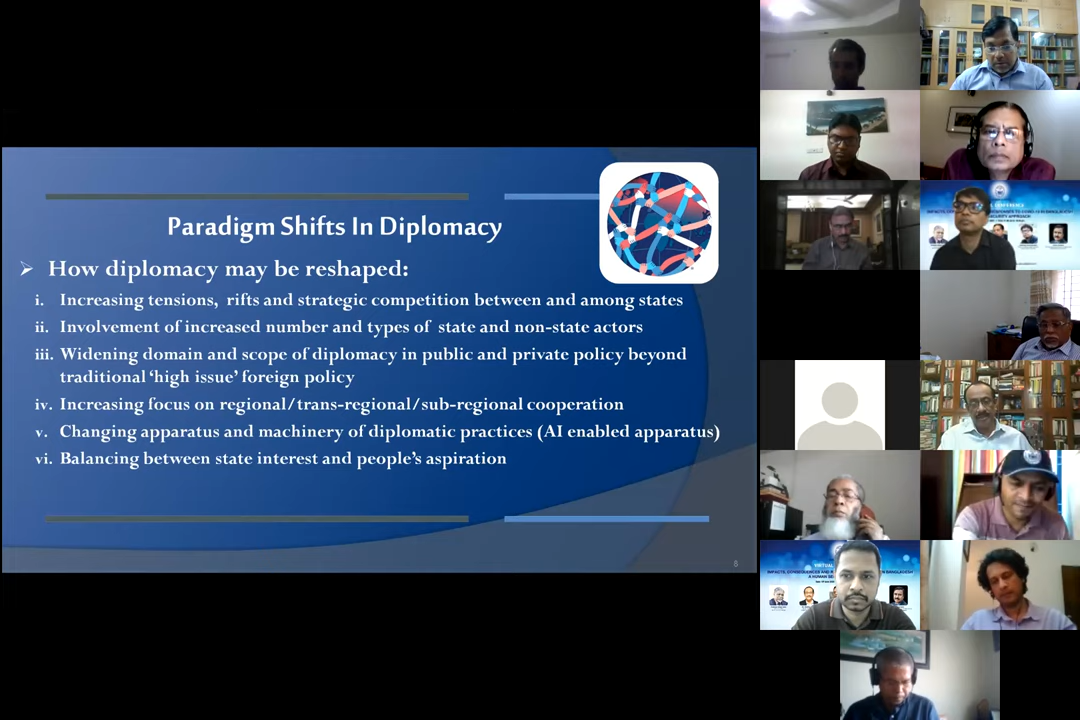 Paradigm Shifts In Diplomacy
➢ How diplomacy may be reshaped:
i. Increasing tensions, rifts and strategic competition between and among states
ii. Involvement of increased number and types of state and non-state actors
iii. Widening domain and scope of diplomacy in public and private policy beyond
traditional ‘high issue’ foreign policy
iv. Increasing focus on regional/trans-regional/sub-regional cooperation
v. Changing apparatus and machinery of diplomatic practices (AI enabled apparatus)
vi. Balancing between state interest and people’s aspiration
8